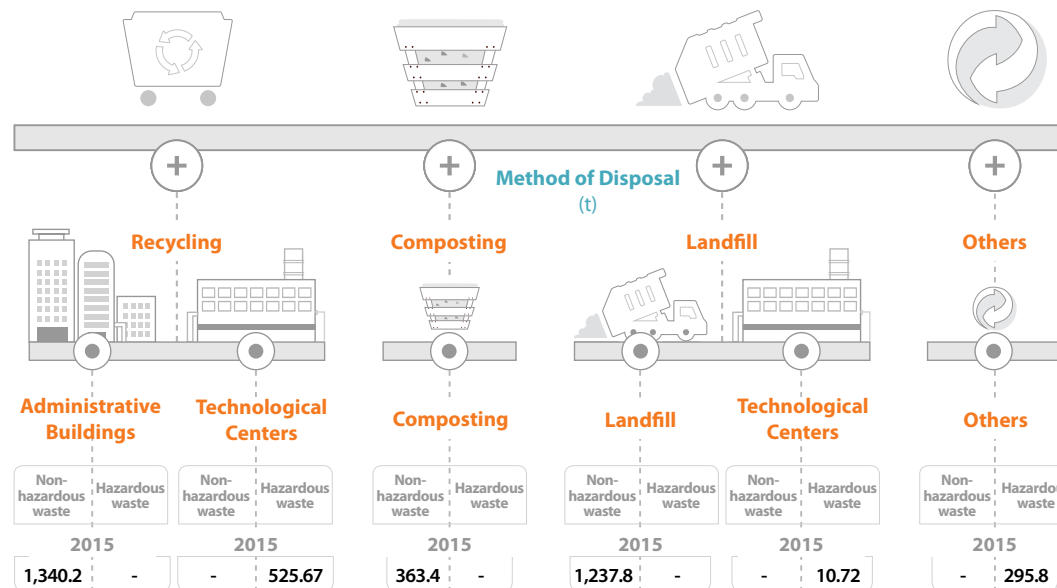 Method of Disposal
(t)
Recycling
Composting
Landfill
Others
Administrative
Buildings
Technological
Centers
Composting
Landfill
Technological
Centers
Others
Non-
hazardous
waste
Hazardous
waste
Non-
hazardous
waste
Hazardous
waste
Non-
hazardous
waste
Hazardous
waste
Non-
hazardous
waste
Hazardous
waste
Non-
hazardous
waste
Hazardous
waste
Non-
hazardous
waste
Hazardou
waste
2015
2015
2015
2015
2015
2015
1,340.2 -
- 525.67
363.4 -
1,237.8 -
- 10.72
- 295.8